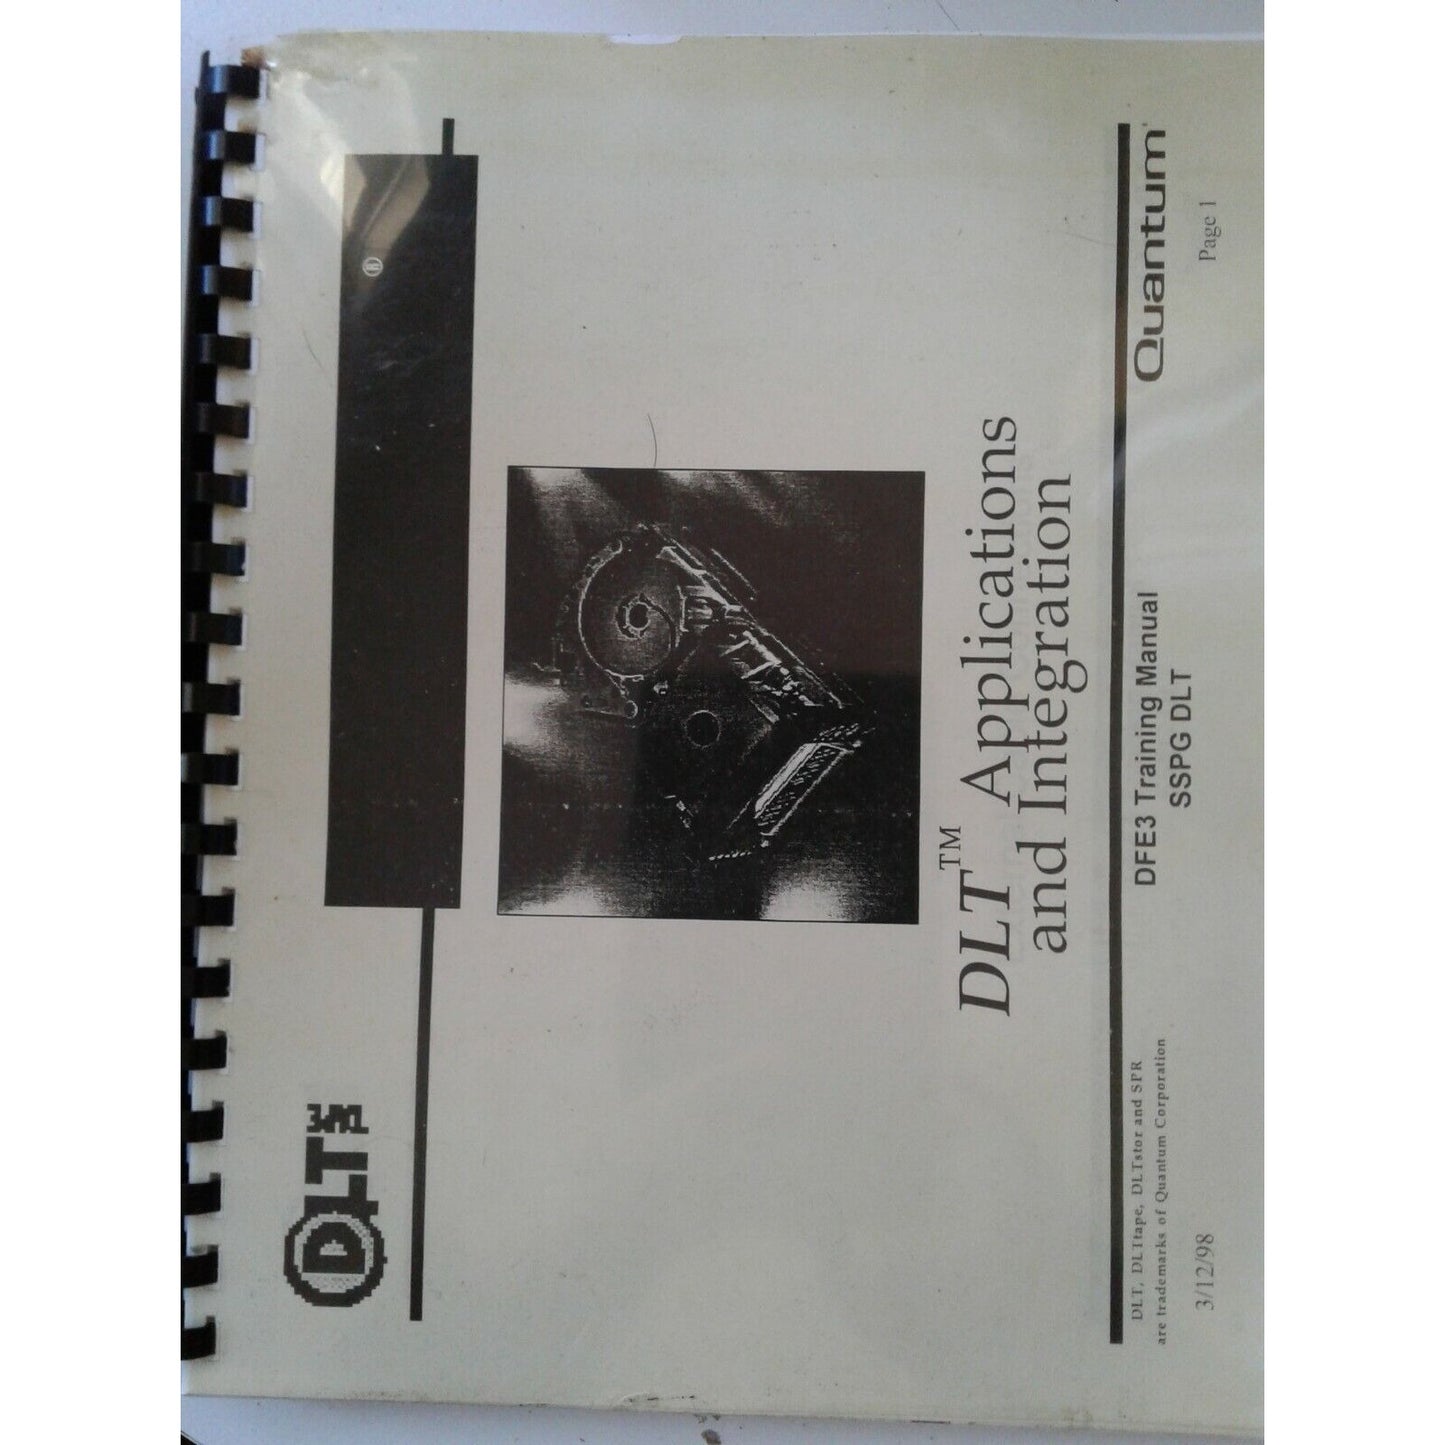 DLT
®
DLT™ Applications
and Integration
DLT, DLTtape, DLTstor and SPR
are trademarks of Quantum Corporation
DFE3 Training Manual
SSPG DLT
Quantum
3/12/98
Page 1